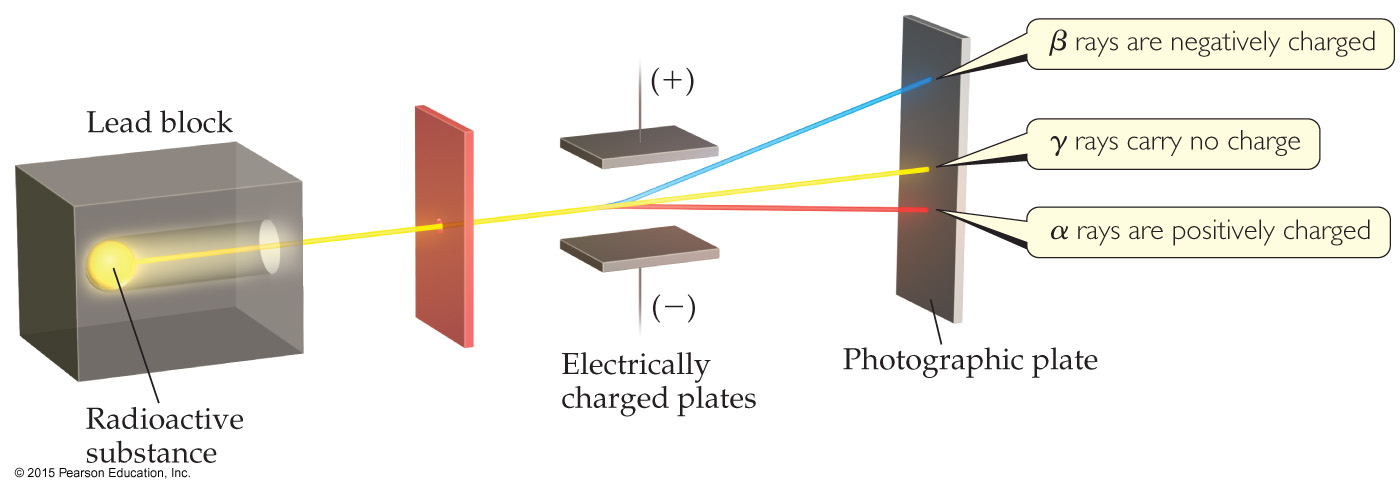 β rays are negatively charged
(+)
Lead block
γ rays carry no charge
α rays are positively charged
(−)
Electrically
charged plates
Photographic plate
Radioactive
substance
© 2015 Pearson Education, Inc.